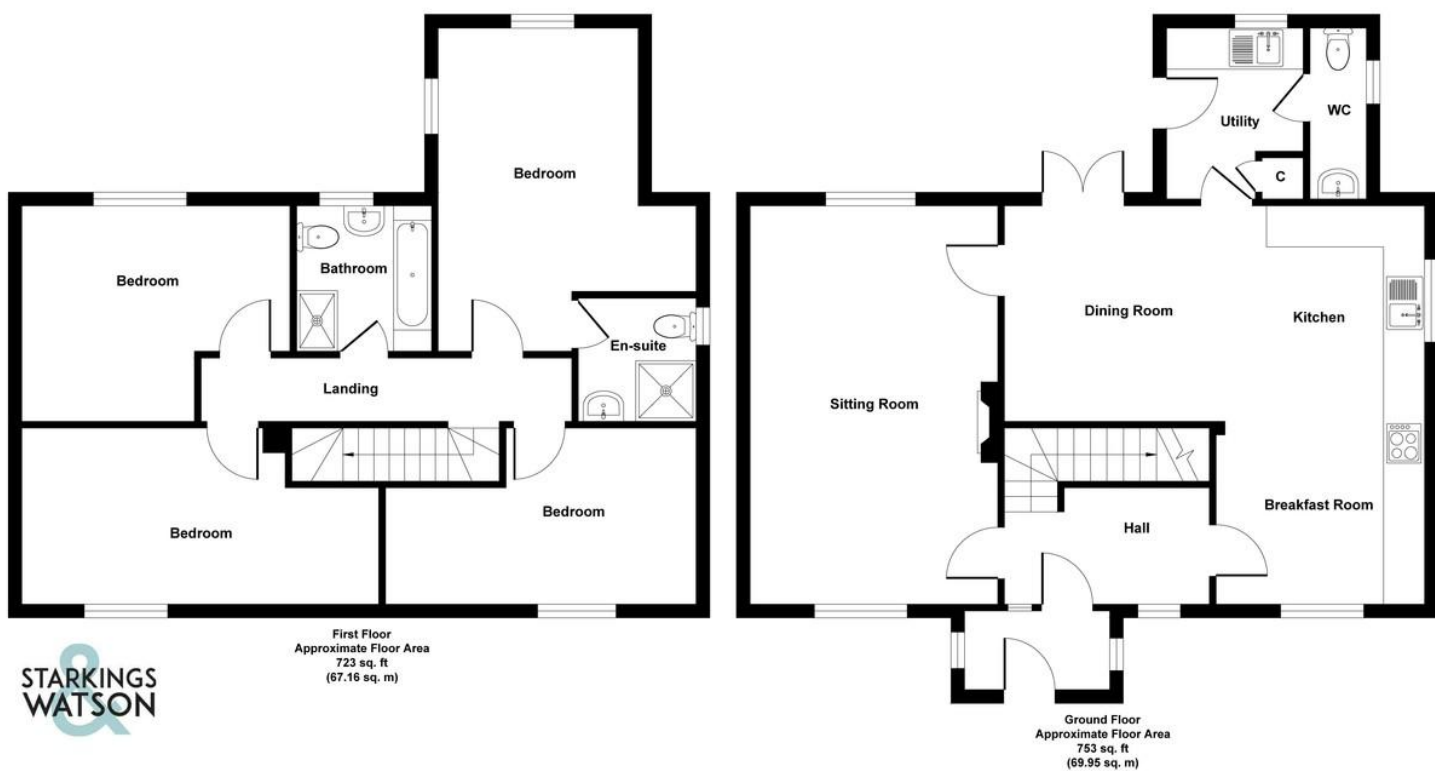 Bedroom
Bedroom
Bathroom
En-suite
Landing
Bedroom
Bedroom
First Floor
Approximate Floor Area
723 sq. ft
(67.16 sq. m)
Utility
WC
C
Dining Room
Kitchen
Sitting Room
Breakfast Room
Hall
Ground Floor
Approximate Floor Area
753 sq. ft
(69.95 sq. m)
&
STARKINGS
WATSON